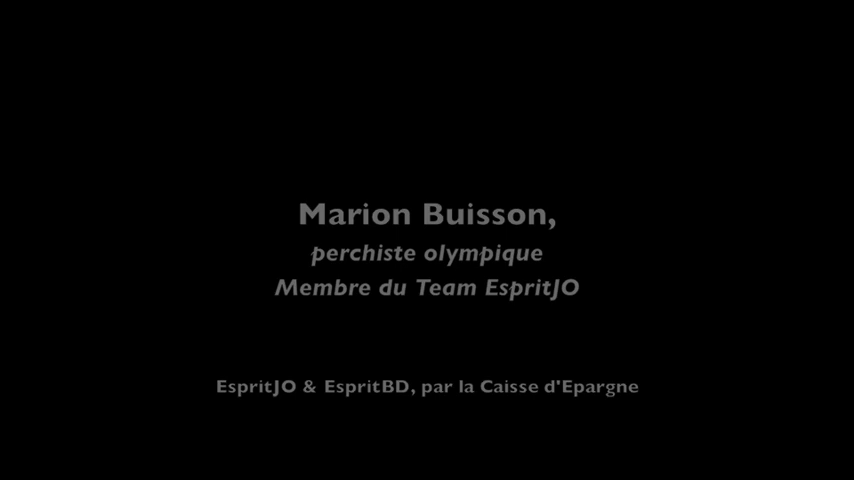 Marion Buisson,
perchiste olympique
Membre du Team EspritJO
EspritJO & EspritBD, par la Caisse d'Epargne